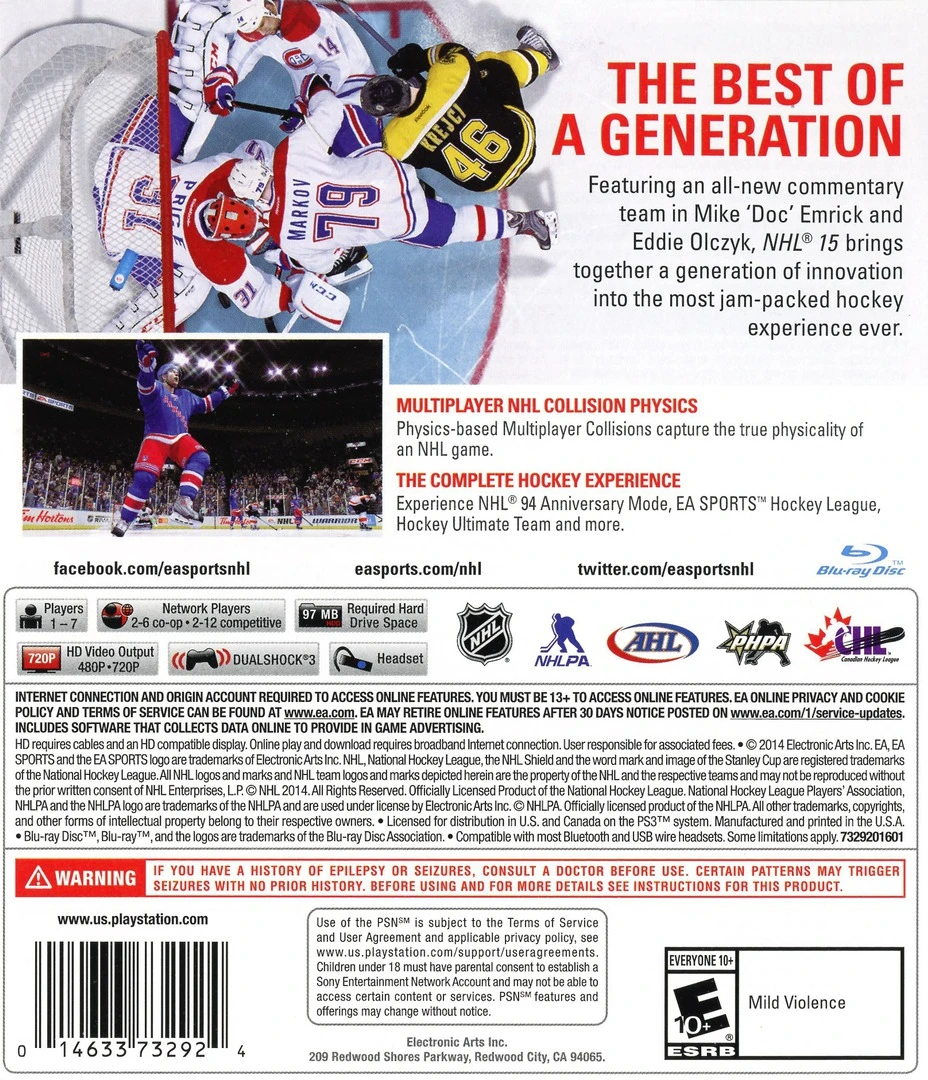 14
CCM
KREJCI
46
PRICE
31
MARKOV
79
31
CCM
THE BEST OF
A GENERATION
Featuring an all-new commentary
team in Mike ‘Doc’ Emrick and
Eddie Olczyk, NHL® 15 brings
together a generation of innovation
into the most jam-packed hockey
experience ever.
EA SPORTS
Tim Hortons
NHL
WARRIOR
MULTIPLAYER NHL COLLISION PHYSICS
Physics-based Multiplayer Collisions capture the true physicality of
an NHL game.
THE COMPLETE HOCKEY EXPERIENCE
Experience NHL® 94 Anniversary Mode, EA SPORTS™ Hockey League,
Hockey Ultimate Team and more.
facebook.com/easportsnhl easports.com/nhl twitter.com/easportsnhl
Blu-ray Disc™
Players
1 – 7
Network Players
2-6 co-op • 2-12 competitive
97 MB
HDD
Required Hard
Drive Space
720P
HD Video Output
480P•720P
DUALSHOCK®3
Headset
NHL®
NHLPA
AHL
PHPA
CHL
Canadian Hockey League
INTERNET CONNECTION AND ORIGIN ACCOUNT REQUIRED TO ACCESS ONLINE FEATURES. YOU MUST BE 13+ TO ACCESS ONLINE FEATURES. EA ONLINE PRIVACY AND COOKIE
POLICY AND TERMS OF SERVICE CAN BE FOUND AT www.ea.com. EA MAY RETIRE ONLINE FEATURES AFTER 30 DAYS NOTICE POSTED ON www.ea.com/1/service-updates.
INCLUDES SOFTWARE THAT COLLECTS DATA ONLINE TO PROVIDE IN GAME ADVERTISING.
HD requires cables and an HD compatible display. Online play and download requires broadband Internet connection. User responsible for associated fees. • © 2014 Electronic Arts Inc. EA, EA
SPORTS and the EA SPORTS logo are trademarks of Electronic Arts Inc. NHL, National Hockey League, the NHL Shield and the word mark and image of the Stanley Cup are registered trademarks
of the National Hockey League. All NHL logos and marks and NHL team logos and marks depicted herein are the property of the NHL and the respective teams and may not be reproduced without
the prior written consent of NHL Enterprises, L.P. © NHL 2014. All Rights Reserved. Officially Licensed Product of the National Hockey League. National Hockey League Players’ Association,
NHLPA and the NHLPA logo are trademarks of the NHLPA and are used under license by Electronic Arts Inc. © NHLPA. Officially licensed product of the NHLPA. All other trademarks, copyrights,
and other forms of intellectual property belong to their respective owners. • Licensed for distribution in U.S. and Canada on the PS3™ system. Manufactured and printed in the U.S.A.
• Blu-ray Disc™, Blu-ray™, and the logos are trademarks of the Blu-ray Disc Association. • Compatible with most Bluetooth and USB wire headsets. Some limitations apply. 7329201601
WARNING
IF YOU HAVE A HISTORY OF EPILEPSY OR SEIZURES, CONSULT A DOCTOR BEFORE USE. CERTAIN PATTERNS MAY TRIGGER
SEIZURES WITH NO PRIOR HISTORY. BEFORE USING AND FOR MORE DETAILS SEE INSTRUCTIONS FOR THIS PRODUCT.
www.us.playstation.com
0 14633 73292 4
Use of the PSN℠ is subject to the Terms of Service
and User Agreement and applicable privacy policy, see
www.us.playstation.com/support/useragreements.
Children under 18 must have parental consent to establish a
Sony Entertainment Network Account and may not be able to
access certain content or services. PSN℠ features and
offerings may change without notice.
Electronic Arts Inc.
209 Redwood Shores Parkway, Redwood City, CA 94065.
EVERYONE 10+
E
10+
®
ESRB
Mild Violence